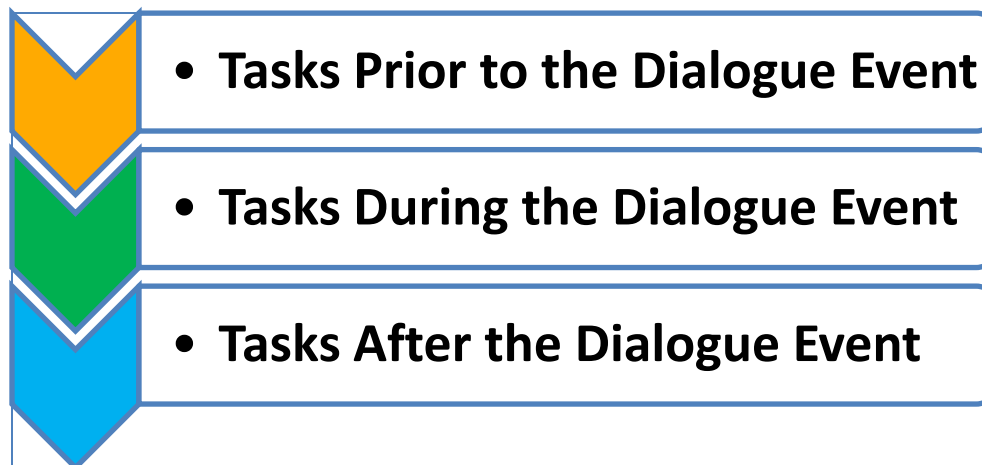 • Tasks Prior to the Dialogue Event
• Tasks During the Dialogue Event
• Tasks After the Dialogue Event